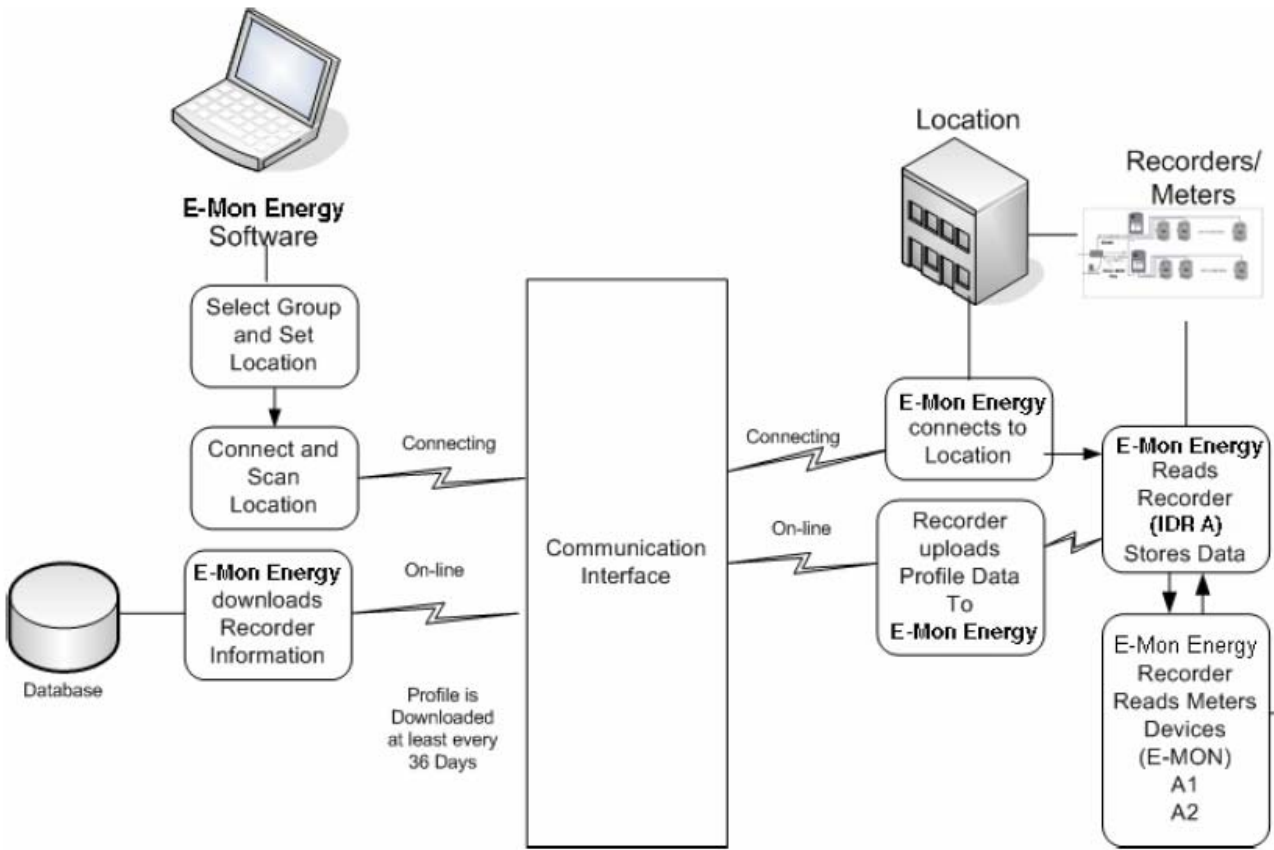 E-Mon Energy
Software
Select Group
and Set
Location
Connect and
Scan
Location
Connecting
E-Mon Energy
downloads
Recorder
Information
On-line
Database
Profile is
Downloaded
at least every
36 Days
Communication
Interface
Location
Recorders/
Meters
Connecting
E-Mon Energy
connects to
Location
On-line
Recorder
uploads
Profile Data
To
E-Mon Energy
E-Mon Energy
Reads
Recorder
(IDR A)
Stores Data
E-Mon Energy
Recorder
Reads Meters
Devices
(E-MON)
A1
A2